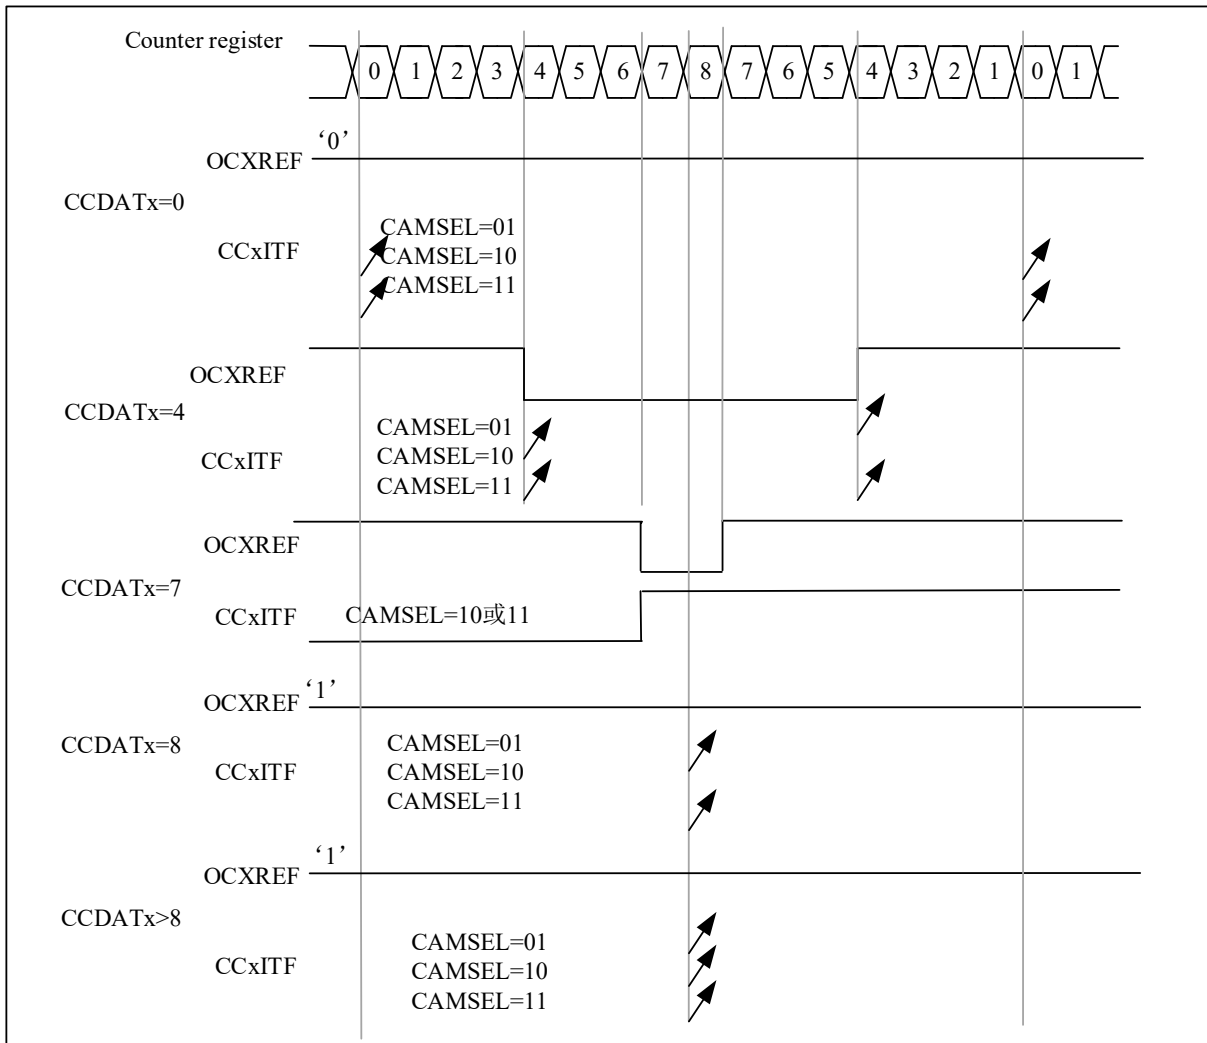 Counter register
0 1 2 3 4 5 6 7 8 7 6 5 4 3 2 1 0 1
‘0’
OCXREF
CCDATx=0
CCxITF
CAMSEL=01
CAMSEL=10
CAMSEL=11
OCXREF
CCDATx=4
CCxITF
CAMSEL=01
CAMSEL=10
CAMSEL=11
OCXREF
CCDATx=7
CCxITF
CAMSEL=10或11
‘1’
OCXREF
CCDATx=8
CCxITF
CAMSEL=01
CAMSEL=10
CAMSEL=11
‘1’
OCXREF
CCDATx>8
CCxITF
CAMSEL=01
CAMSEL=10
CAMSEL=11